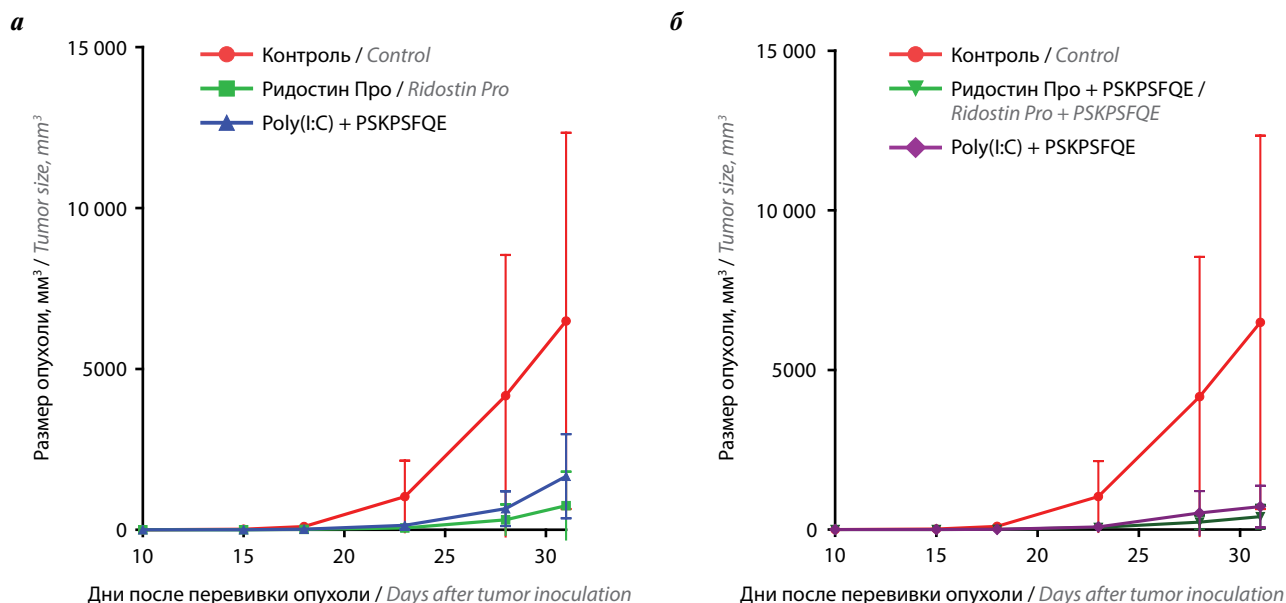 а
15 000
10 000
5000
0
Размер опухоли, мм³ / Tumor size, mm³
Контроль / Control
Ридостин Про / Ridostin Pro
Poly(I:C) + PSKPSFQE
10 15 20 25 30
Дни после перевивки опухоли / Days after tumor inoculation
б
15 000
10 000
5000
0
Размер опухоли, мм³ / Tumor size, mm³
Контроль / Control
Ридостин Про + PSKPSFQE /
Ridostin Pro + PSKPSFQE
Poly(I:C) + PSKPSFQE
10 15 20 25 30
Дни после перевивки опухоли / Days after tumor inoculation